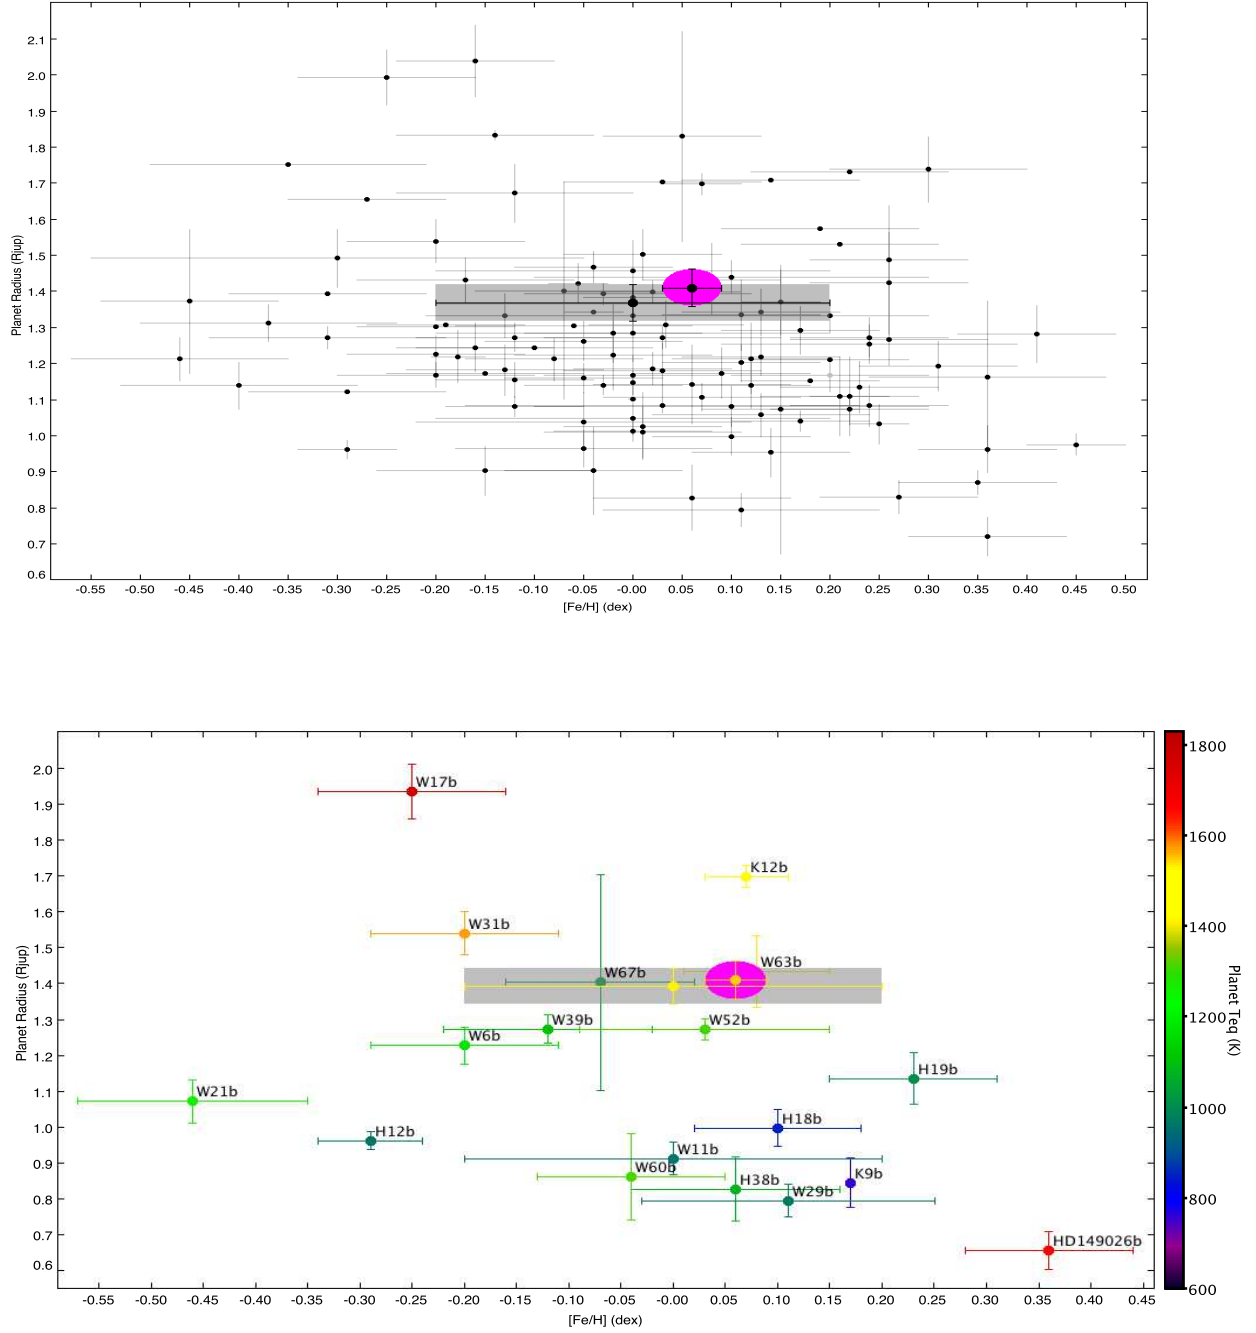 2.1
2.0
1.9
1.8
1.7
1.6
1.5
1.4
1.3
1.2
1.1
1.0
0.9
0.8
0.7
0.6
Planet Radius (Rjup)
-0.55 -0.50 -0.45 -0.40 -0.35 -0.30 -0.25 -0.20 -0.15 -0.10 -0.05 -0.00 0.05 0.10 0.15 0.20 0.25 0.30 0.35 0.40 0.45 0.50
[Fe/H] (dex)
2.0
1.9
1.8
1.7
1.6
1.5
1.4
1.3
1.2
1.1
1.0
0.9
0.8
0.7
0.6
Planet Radius (Rjup)
W17b
K12b
W31b
W63b
W67b
W39b
W52b
W6b
H19b
W21b
H18b
H12b
W11b
W60b
K9b
H38b
W29b
HD149026b
-0.55 -0.50 -0.45 -0.40 -0.35 -0.30 -0.25 -0.20 -0.15 -0.10 -0.05 -0.00 0.05 0.10 0.15 0.20 0.25 0.30 0.35 0.40 0.45
[Fe/H] (dex)
1800
1600
1400
1200
1000
800
600
Planet Teq (K)